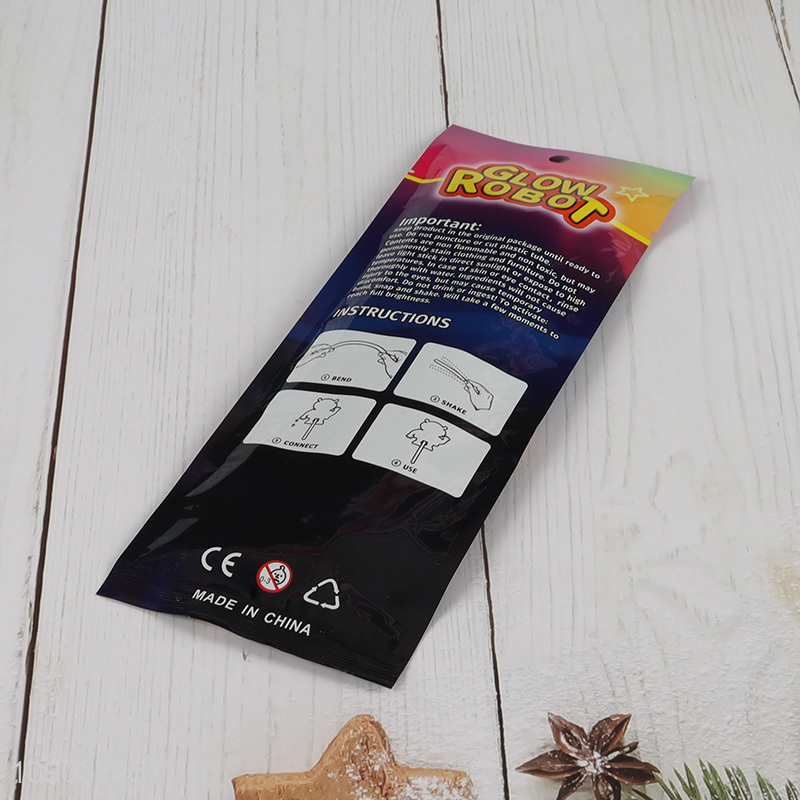 GLOW
ROBOT
Important:
Keep product in the original package until ready to
use. Do not puncture or cut plastic tube.
Contents are non flammable and non toxic, but may
permanently stain clothing and furniture. Do not
leave light stick in direct sunlight or expose to high
temperatures. In case of skin or eye contact, rinse
thoroughly with water. Ingredients will not cause
injury to the eyes, but may cause temporary
discomfort. Do not drink or ingest! To activate:
bend, snap and shake. Will take a few moments to
reach full brightness.
INSTRUCTIONS
① BEND
② SHAKE
③ CONNECT
④ USE
CE
0-3
MADE IN CHINA